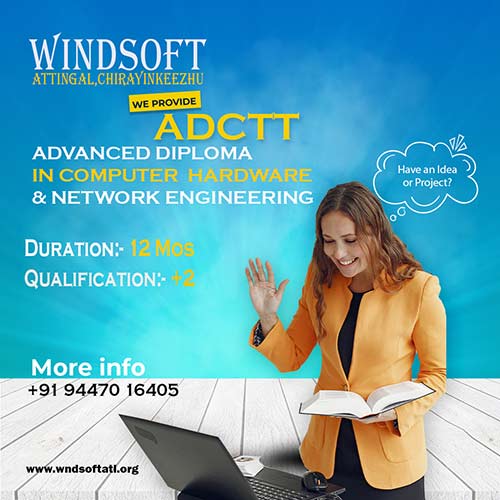 WINDSOFT
ATTINGAL,CHIRAYINKEEZHU
WE PROVIDE
ADCTT
ADVANCED DIPLOMA
IN COMPUTER HARDWARE
& NETWORK ENGINEERING
Have an Idea
or Project?
DURATION:- 12 MOS
QUALIFICATION:- +2
More info
+91 94470 16405
www.wndsoftatl.org